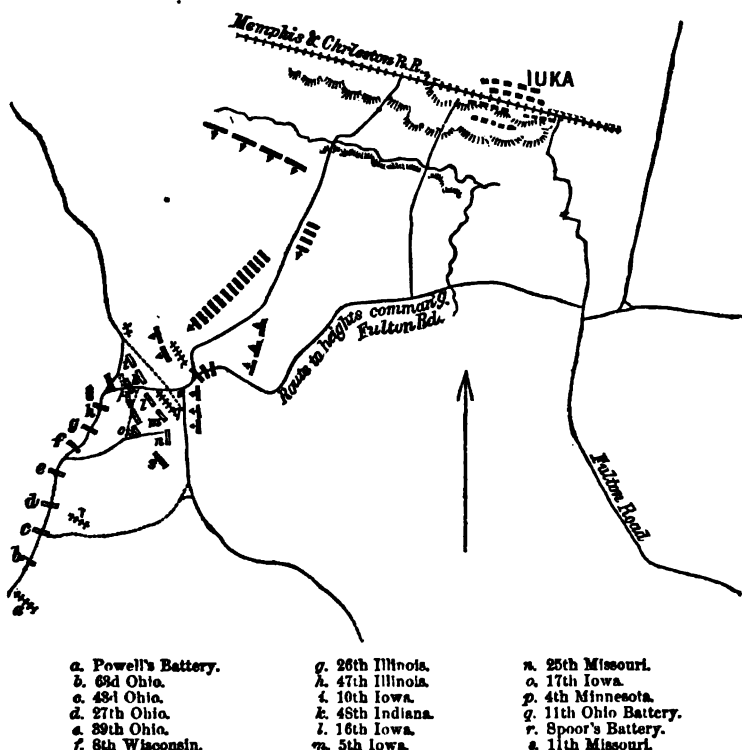 Memphis & Chrleston R.R.
IUKA
Route to heights command'g.
Fulton Rd.
Fulton Road
k
l
m
o
n
s
h
g
f
e
d
r
c
b
a
a. Powell's Battery.
b. 63d Ohio.
c. 43d Ohio.
d. 27th Ohio.
e. 39th Ohio.
f. 8th Wisconsin.
g. 26th Illinois.
h. 47th Illinois.
i. 10th Iowa.
k. 48th Indiana.
l. 16th Iowa.
m. 5th Iowa.
n. 25th Missouri.
o. 17th Iowa.
p. 4th Minnesota.
q. 11th Ohio Battery.
r. Spoor's Battery.
s. 11th Missouri.